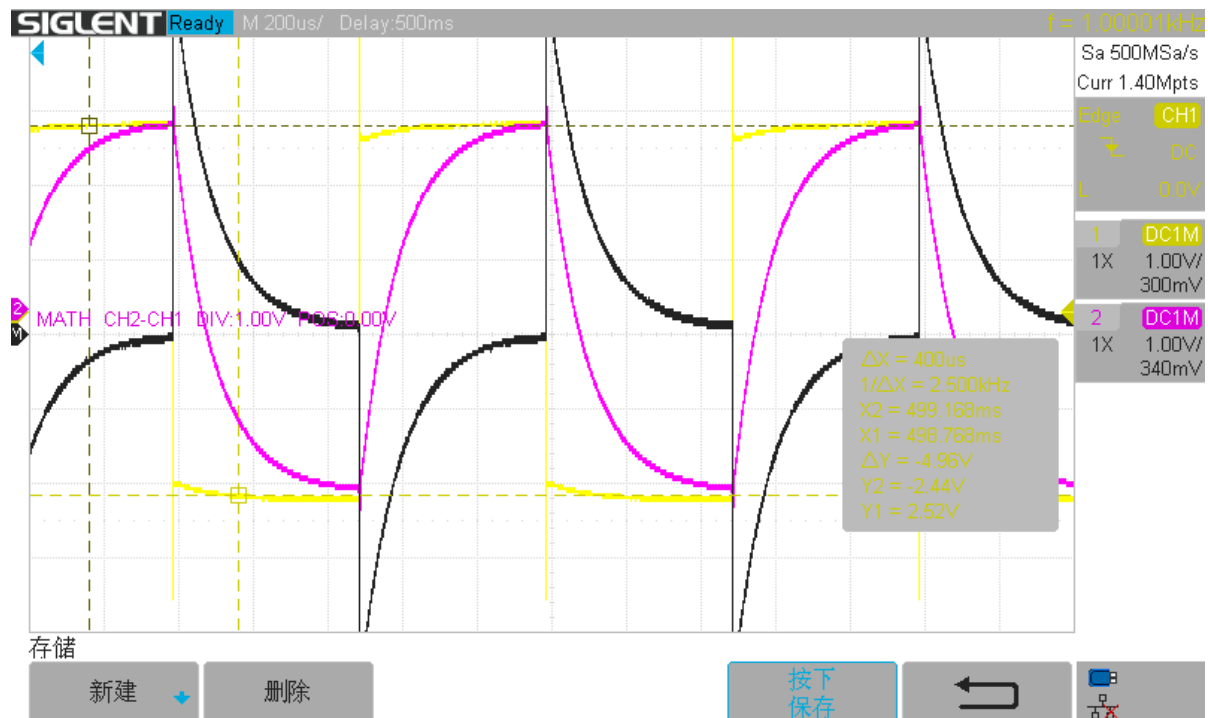 SIGLENT Ready M 200us/ Delay:500ms f = 1.00001kHz
Sa 500MSa/s
Curr 1.40Mpts
Edge CH1
DC
L 0.0V
1 DC1M
1X 1.00V/
300mV
2 DC1M
1X 1.00V/
340mV
2
M
MATH CH2-CH1 DIV:1.00V POS:0.00V
ΔX = 400us
1/ΔX = 2.500kHz
X2 = 499.168ms
X1 = 498.768ms
ΔY = -4.96V
Y2 = -2.44V
Y1 = 2.52V
存储
新建 删除 按下
保存